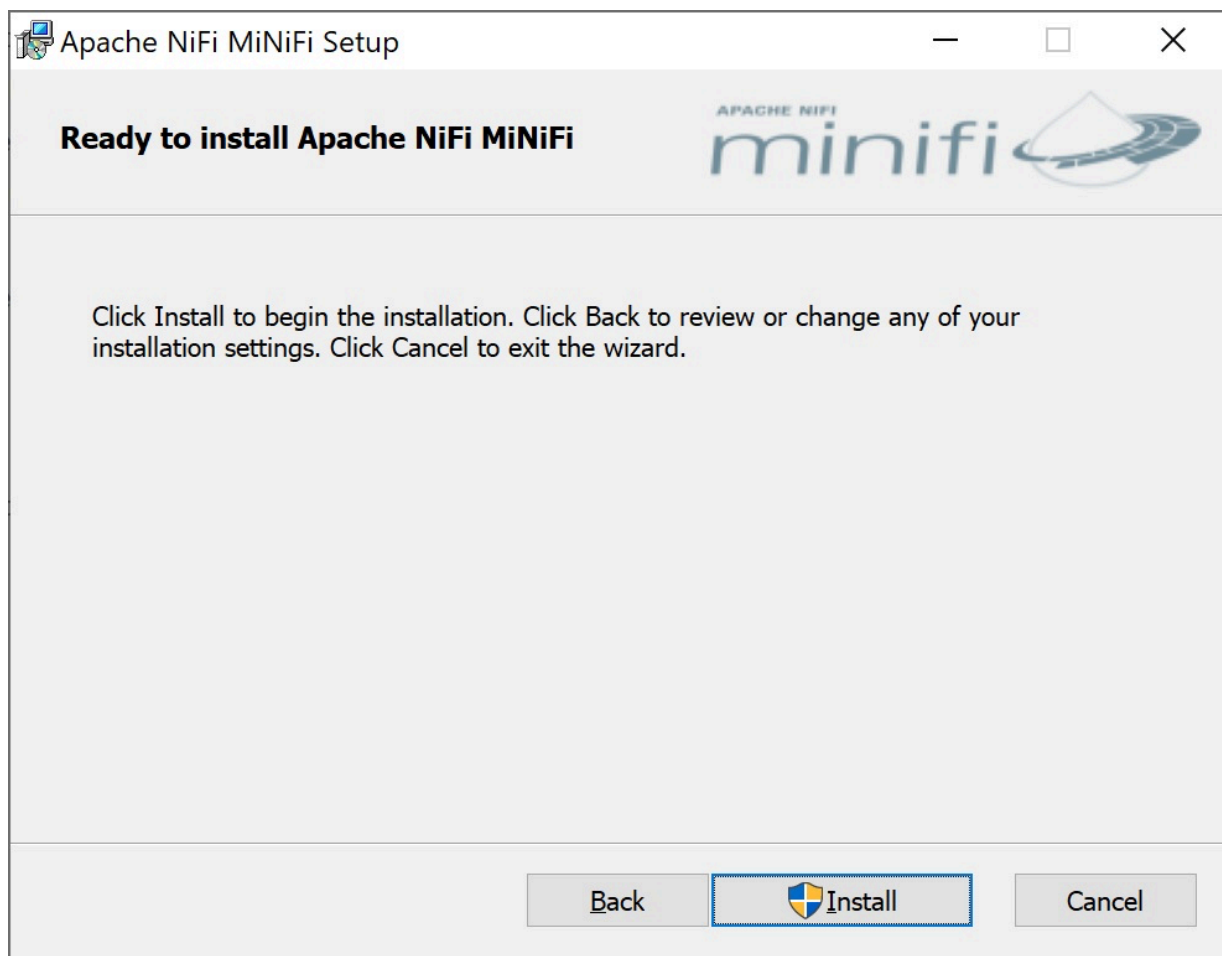 Apache NiFi MiNiFi Setup
Ready to install Apache NiFi MiNiFi
APACHE NIFI
minifi
Click Install to begin the installation. Click Back to review or change any of your
installation settings. Click Cancel to exit the wizard.
Back
Install
Cancel